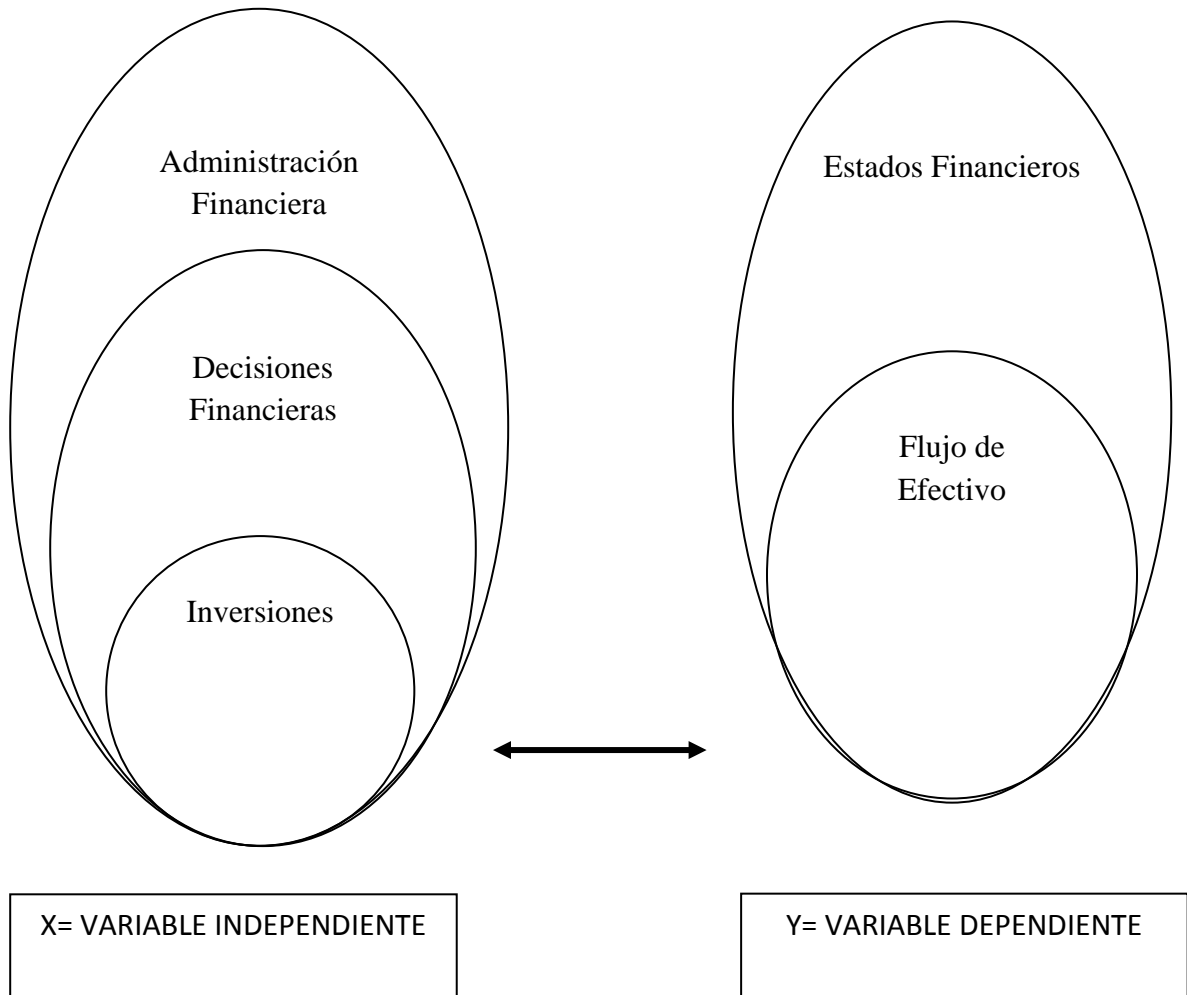 Administración
Financiera
Decisiones
Financieras
Inversiones
Estados Financieros
Flujo de
Efectivo
X= VARIABLE INDEPENDIENTE
Y= VARIABLE DEPENDIENTE